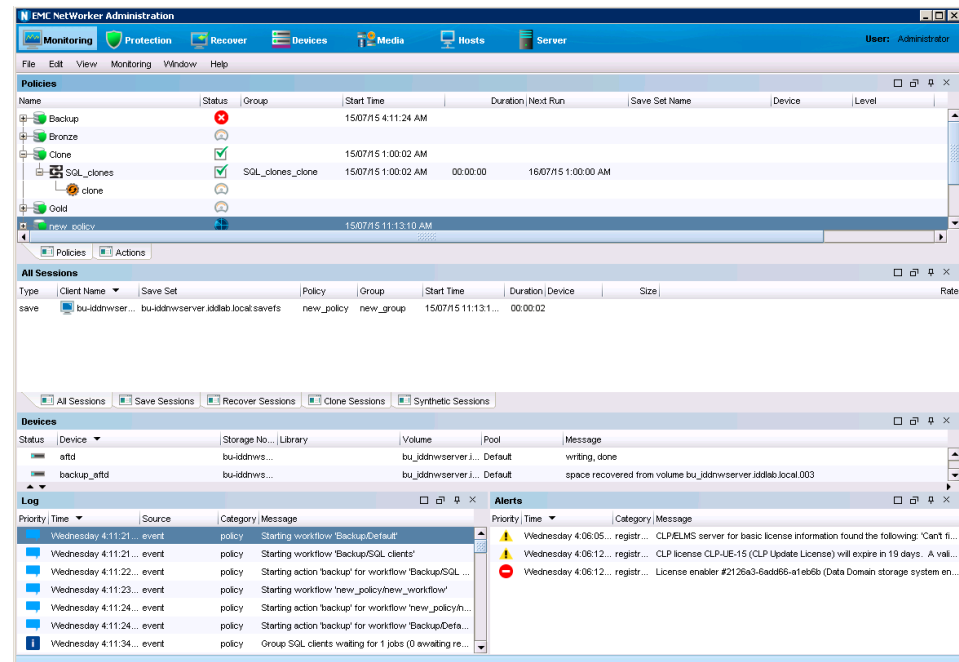 EMC NetWorker Administration
Monitoring Protection Recover Devices Media Hosts Server User: Administrator
File Edit View Monitoring Window Help
Policies
Name Status Group Start Time Duration Next Run Save Set Name Device Level
Backup 15/07/15 4:11:24 AM
Bronze
Clone 15/07/15 1:00:02 AM
SQL_clones SQL_clones_clone 15/07/15 1:00:02 AM 00:00:00 16/07/15 1:00:00 AM
clone
Gold
new_policy 15/07/15 11:13:10 AM
Policies Actions
All Sessions
Type Client Name Save Set Policy Group Start Time Duration Device Size Rate
save bu-iddnwser... bu-iddnwserver.iddlab.local:savefs new_policy new_group 15/07/15 11:13:1... 00:00:02
All Sessions Save Sessions Recover Sessions Clone Sessions Synthetic Sessions
Devices
Status Device Storage No... Library Volume Pool Message
aftd bu-iddnws... bu_iddnwserver.i... Default writing, done
backup_aftd bu-iddnws... bu_iddnwserver.i... Default space recovered from volume bu_iddnwserver.iddlab.local.003
Log
Priority Time Source Category Message
Wednesday 4:11:21... event policy Starting workflow 'Backup/Default'
Wednesday 4:11:21... event policy Starting workflow 'Backup/SQL clients'
Wednesday 4:11:22... event policy Starting action 'backup' for workflow 'Backup/SQL ...
Wednesday 4:11:23... event policy Starting workflow 'new_policy/new_workflow'
Wednesday 4:11:24... event policy Starting action 'backup' for workflow 'new_policy/n...
Wednesday 4:11:24... event policy Starting action 'backup' for workflow 'Backup/Defa...
Wednesday 4:11:34... event policy Group SQL clients waiting for 1 jobs (0 awaiting re...
Alerts
Priority Time Category Message
Wednesday 4:06:05... registr... CLP/ELMS server for basic license information found the following: 'Can't fi...
Wednesday 4:06:12... registr... CLP license CLP-UE-15 (CLP Update License) will expire in 19 days. A vali...
Wednesday 4:06:12... registr... License enabler #2126a3-6add66-a1eb6b (Data Domain storage system en...